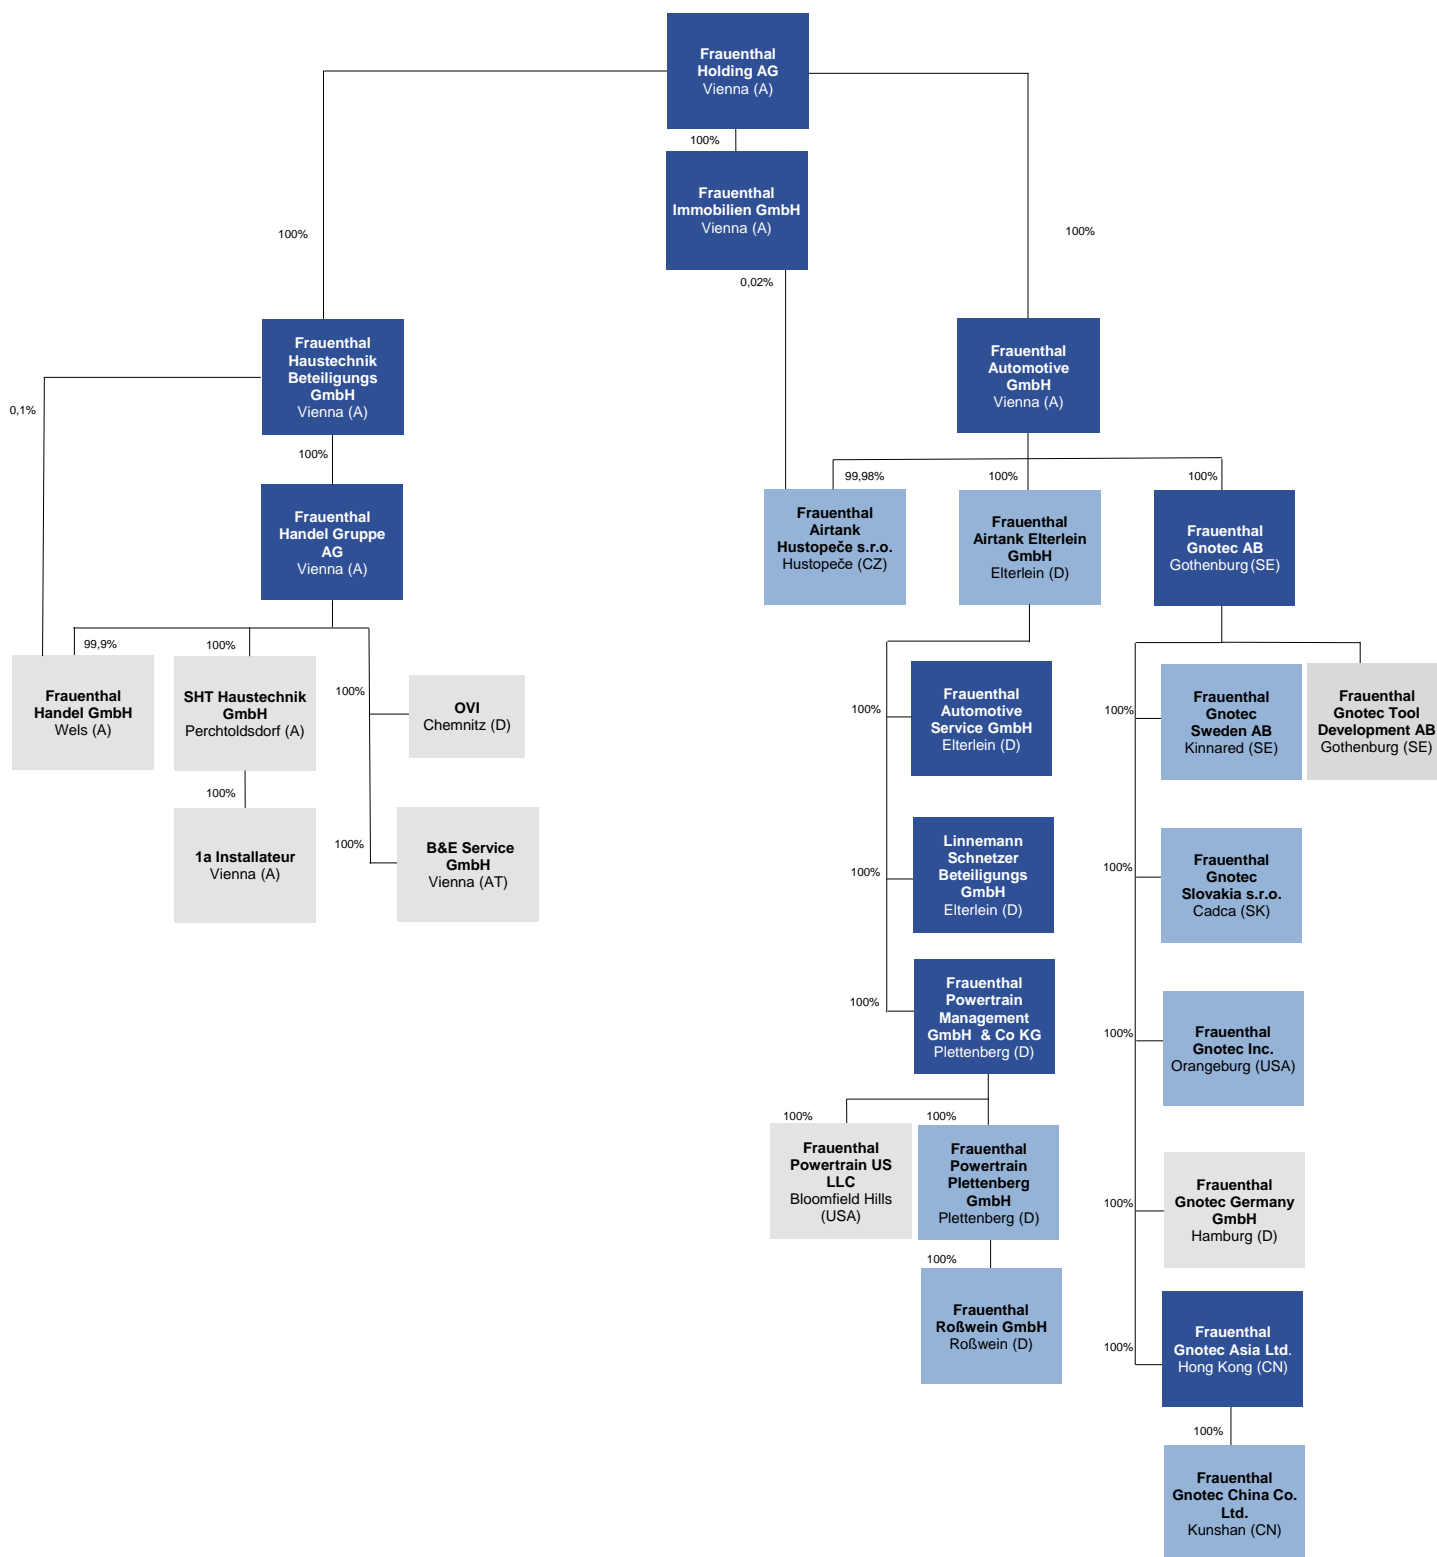 Frauenthal
Holding AG
Vienna (A)
100%
Frauenthal
Immobilien GmbH
Vienna (A)
100%
100%
0,02%
Frauenthal
Haustechnik
Beteiligungs
GmbH
Vienna (A)
Frauenthal
Automotive
GmbH
Vienna (A)
0,1%
100%
99,98%
100%
100%
Frauenthal
Handel Gruppe
AG
Vienna (A)
Frauenthal
Airtank
Hustopeče s.r.o.
Hustopeče (CZ)
Frauenthal
Airtank Elterlein
GmbH
Elterlein (D)
Frauenthal
Gnotec AB
Gothenburg (SE)
99,9%
100%
100%
Frauenthal
Handel GmbH
Wels (A)
SHT Haustechnik
GmbH
Perchtoldsdorf (A)
OVI
Chemnitz (D)
100%
1a Installateur
Vienna (A)
100%
B&E Service
GmbH
Vienna (AT)
100%
Frauenthal
Automotive
Service GmbH
Elterlein (D)
100%
Linnemann
Schnetzer
Beteiligungs
GmbH
Elterlein (D)
100%
Frauenthal
Powertrain
Management
GmbH  & Co KG
Plettenberg (D)
100%
100%
Frauenthal
Powertrain US
LLC
Bloomfield Hills
(USA)
Frauenthal
Powertrain
Plettenberg
GmbH
Plettenberg (D)
100%
Frauenthal
Roßwein GmbH
Roßwein (D)
100%
Frauenthal
Gnotec
Sweden AB
Kinnared (SE)
Frauenthal
Gnotec Tool
Development AB
Gothenburg (SE)
100%
Frauenthal
Gnotec
Slovakia s.r.o.
Cadca (SK)
100%
Frauenthal
Gnotec Inc.
Orangeburg (USA)
100%
Frauenthal
Gnotec Germany
GmbH
Hamburg (D)
100%
Frauenthal
Gnotec Asia Ltd.
Hong Kong (CN)
100%
Frauenthal
Gnotec China Co.
Ltd.
Kunshan (CN)